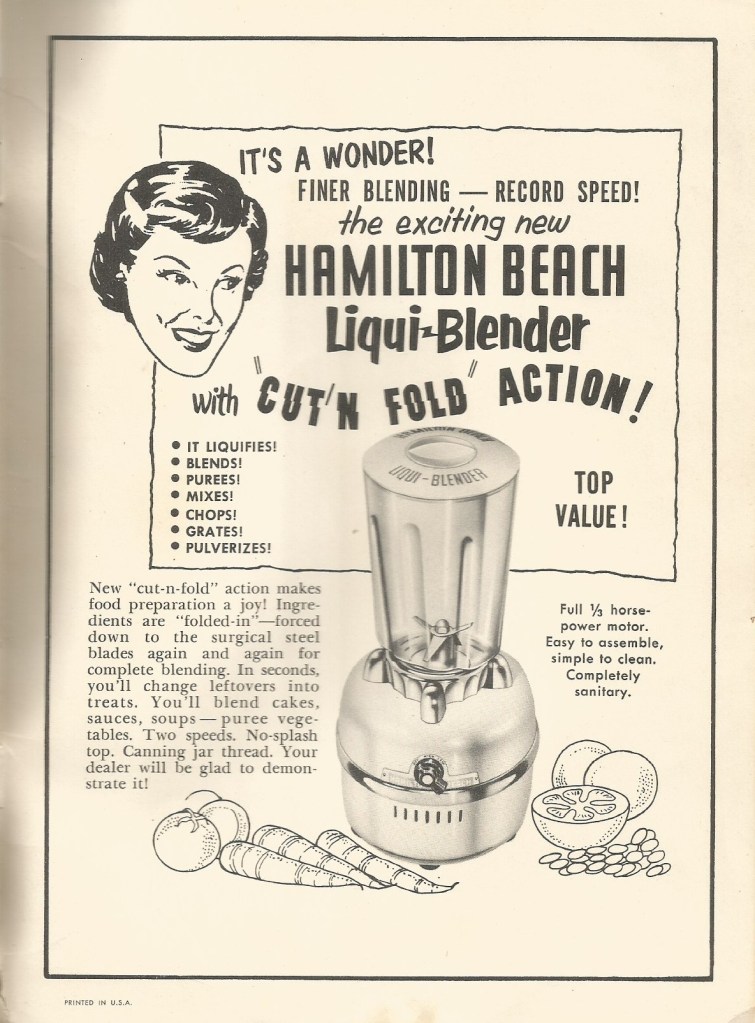 IT'S A WONDER!
FINER BLENDING — RECORD SPEED!
the exciting new
HAMILTON BEACH
Liqui-Blender
with "CUT'N FOLD" ACTION!
• IT LIQUIFIES!
• BLENDS!
• PUREES!
• MIXES!
• CHOPS!
• GRATES!
• PULVERIZES!
HAMILTON BEACH
LIQUI-BLENDER
TOP
VALUE!
New "cut-n-fold" action makes
food preparation a joy! Ingre-
dients are "folded-in"—forced
down to the surgical steel
blades again and again for
complete blending. In seconds,
you'll change leftovers into
treats. You'll blend cakes,
sauces, soups — puree vege-
tables. Two speeds. No-splash
top. Canning jar thread. Your
dealer will be glad to demon-
strate it!
Full ⅓ horse-
power motor.
Easy to assemble,
simple to clean.
Completely
sanitary.
PRINTED IN U.S.A.